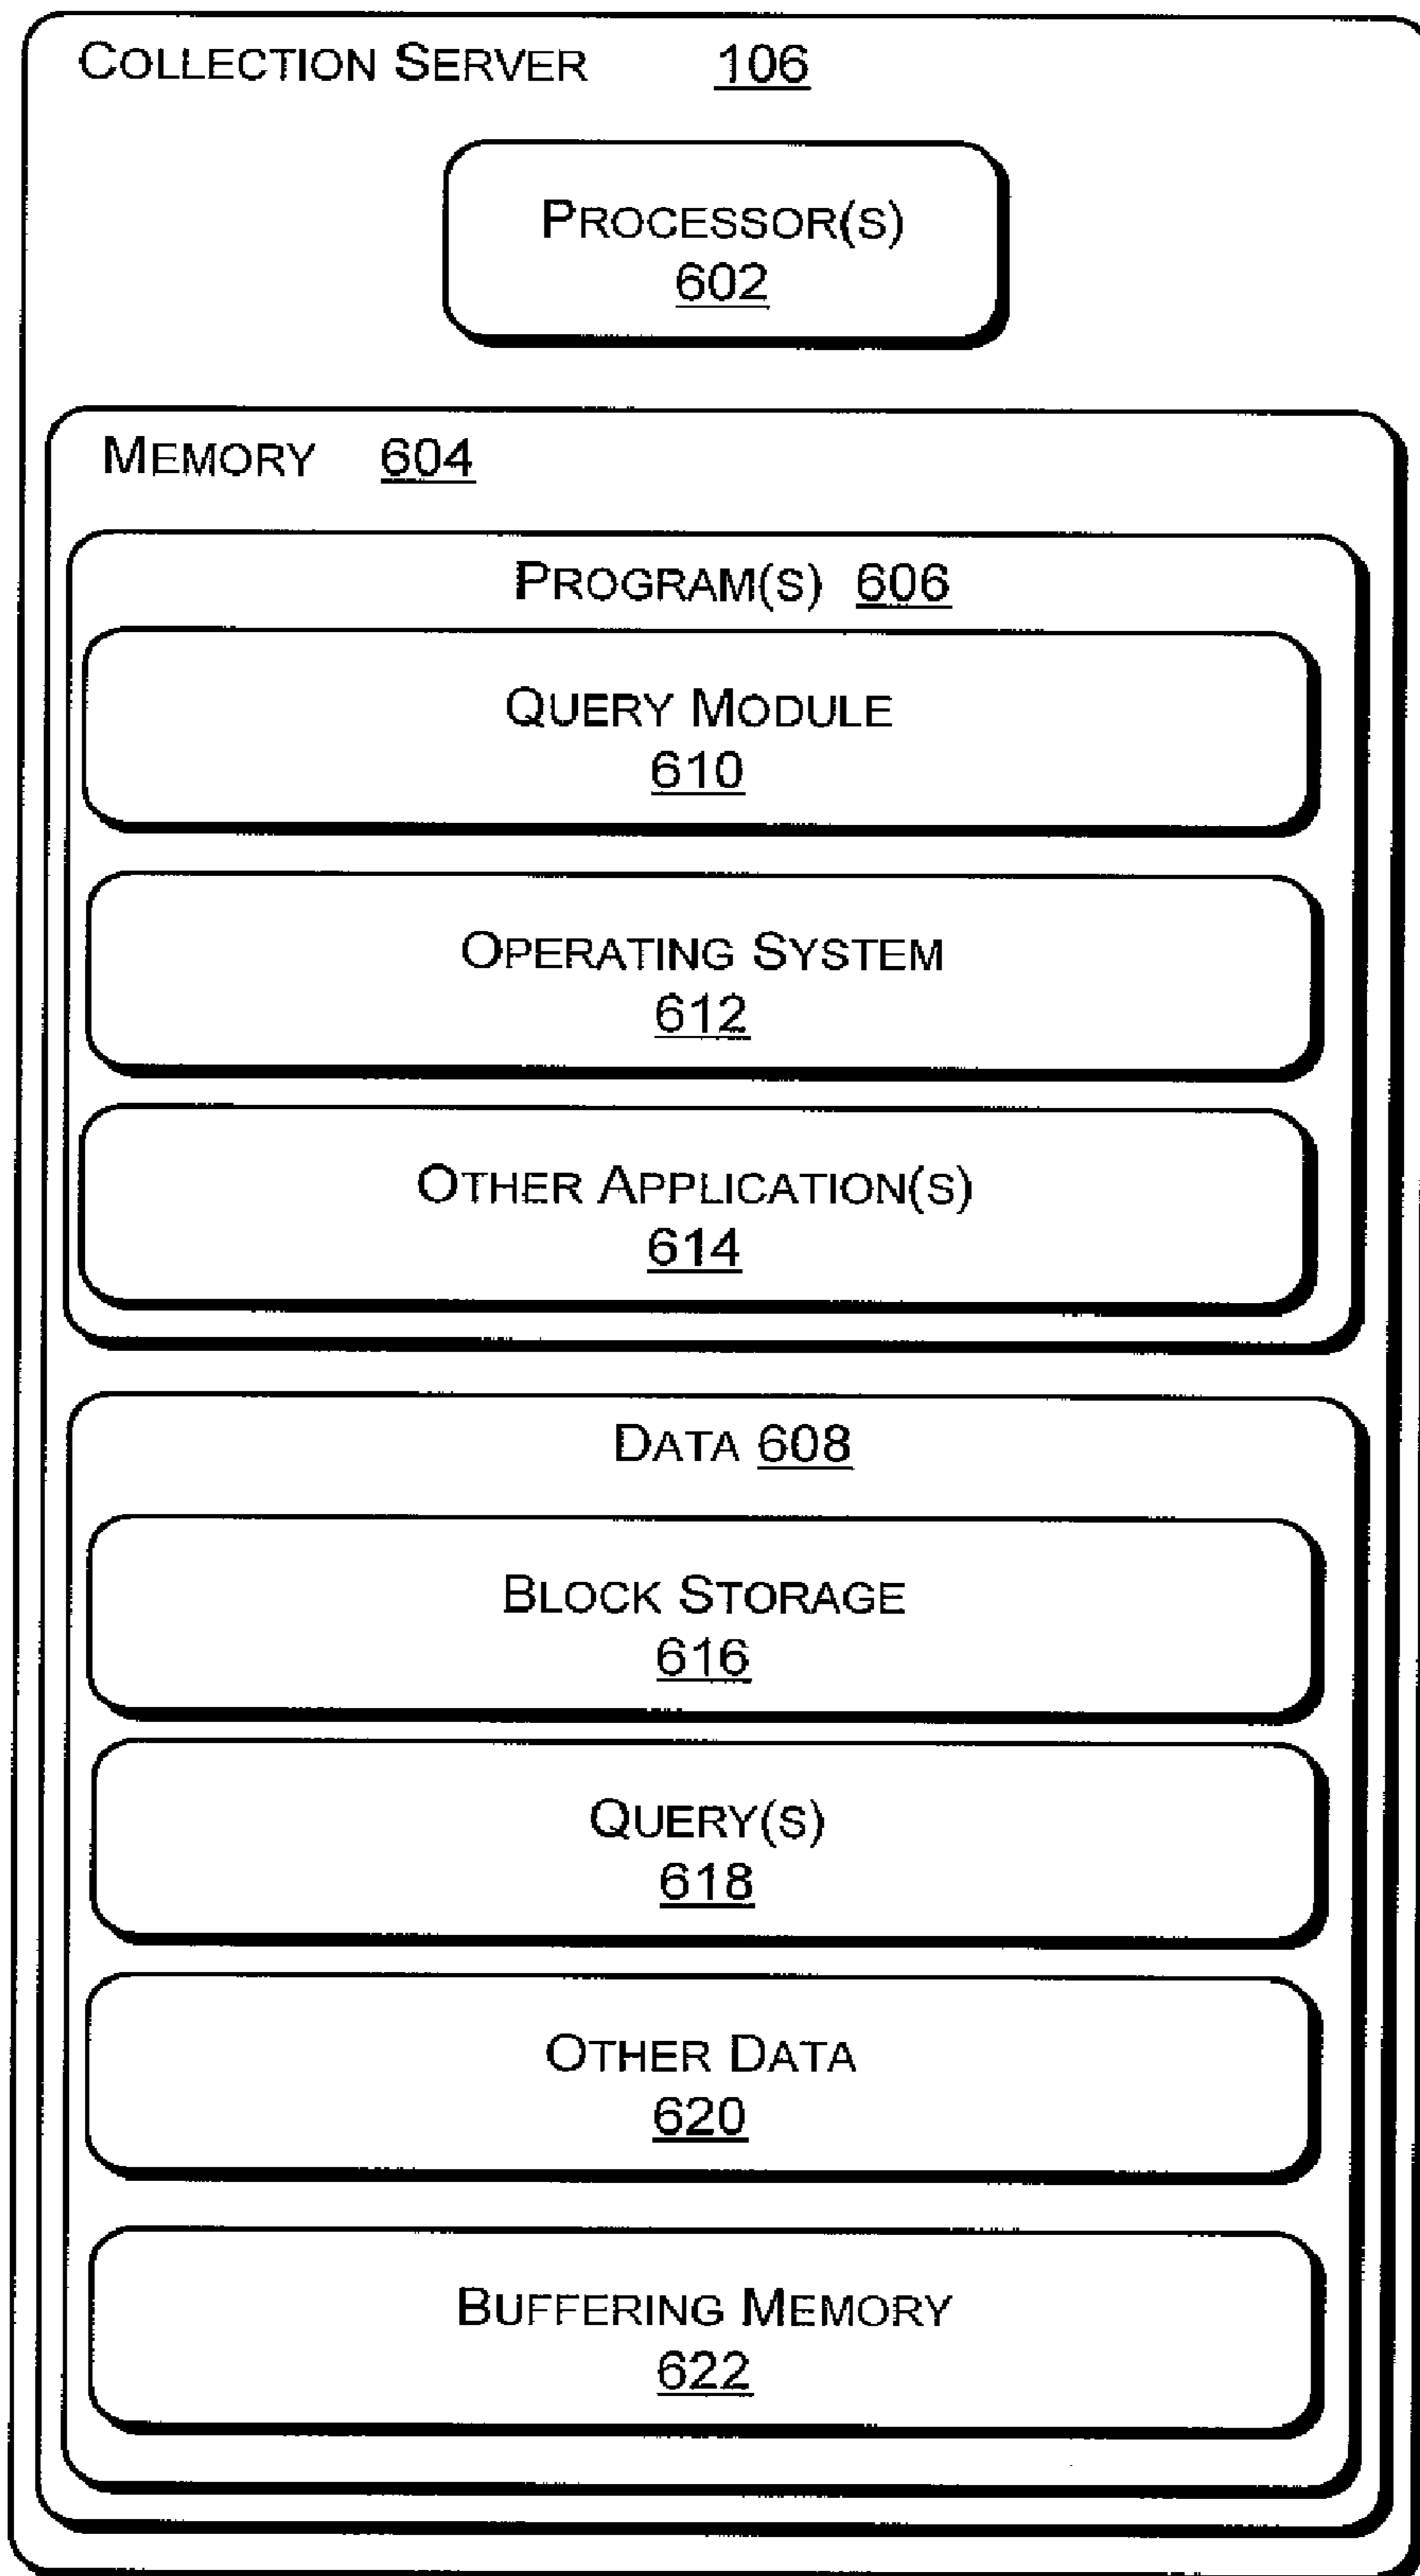 COLLECTION SERVER 106
PROCESSOR(S)
602
MEMORY 604
PROGRAM(S) 606
QUERY MODULE
610
OPERATING SYSTEM
612
OTHER APPLICATION(S)
614
DATA 608
BLOCK STORAGE
616
QUERY(S)
618
OTHER DATA
620
BUFFERING MEMORY
622